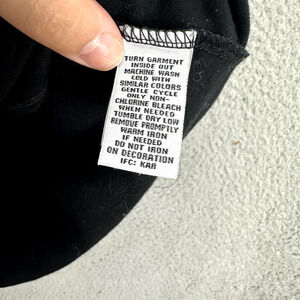 TURN GARMENT
INSIDE OUT
MACHINE WASH
COLD WITH
SIMILAR COLORS
GENTLE CYCLE
ONLY NON-
CHLORINE BLEACH
WHEN NEEDED
TUMBLE DRY LOW
REMOVE PROMPTLY
WARM IRON
IF NEEDED
DO NOT IRON
ON DECORATION
IFC: KAR